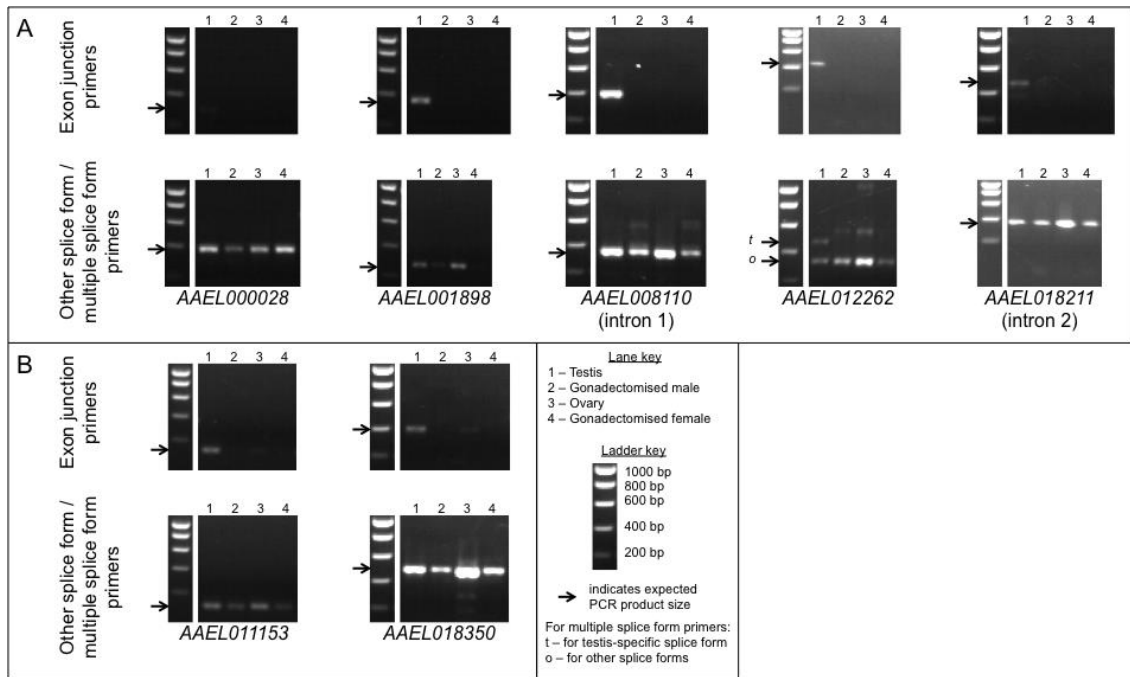 A
Exon junction
primers
1 2 3 4
1 2 3 4
1 2 3 4
1 2 3 4
1 2 3 4
Other splice form /
multiple splice form
primers
1 2 3 4
1 2 3 4
1 2 3 4
1 2 3 4
1 2 3 4
t
o
AAEL000028
AAEL001898
AAEL008110
(intron 1)
AAEL012262
AAEL018211
(intron 2)
B
Exon junction
primers
1 2 3 4
1 2 3 4
Other splice form /
multiple splice form
primers
1 2 3 4
1 2 3 4
AAEL011153
AAEL018350
Lane key
1 – Testis
2 – Gonadectomised male
3 – Ovary
4 – Gonadectomised female
Ladder key
1000 bp
800 bp
600 bp
400 bp
200 bp
indicates expected
PCR product size
For multiple splice form primers:
t – for testis-specific splice form
o – for other splice forms